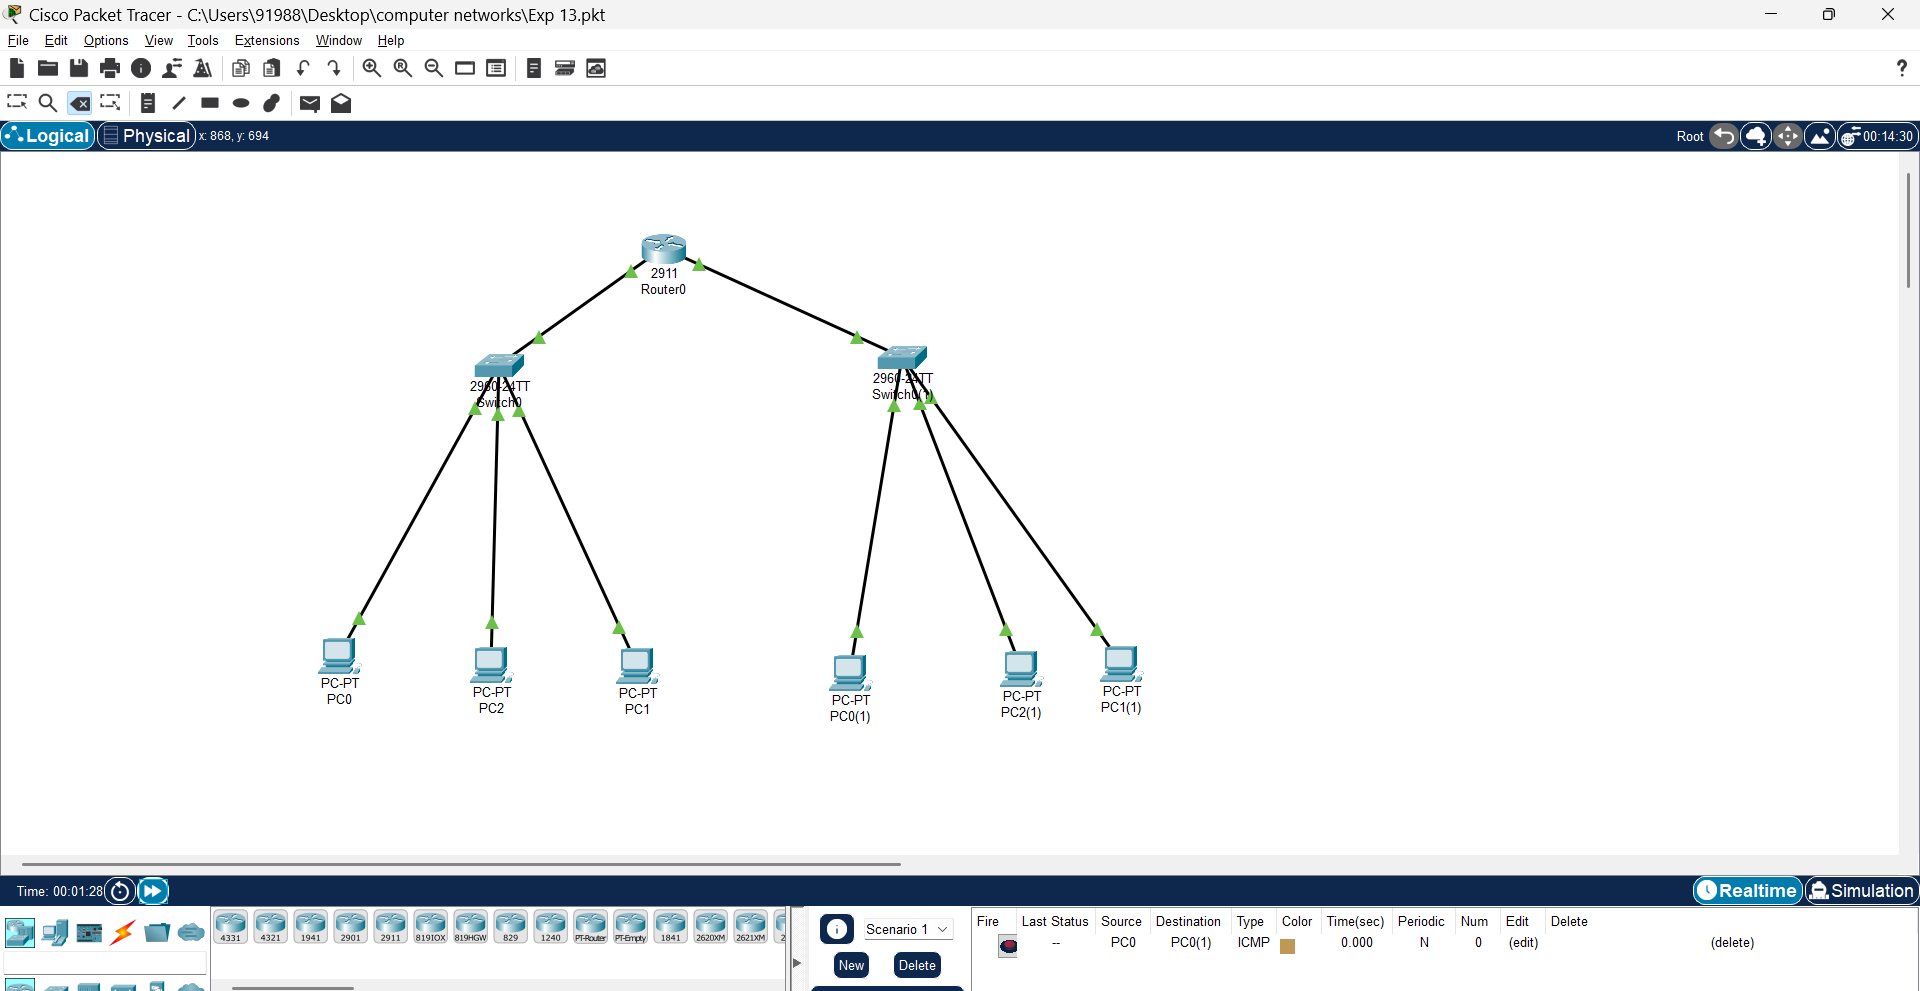 Cisco Packet Tracer - C:\Users\91988\Desktop\computer networks\Exp 13.pkt
File Edit Options View Tools Extensions Window Help
?
Logical Physical x: 868, y: 694 Root 00:14:30
2911
Router0
2960-24TT
Switch0
2960-24TT
Switch0(1)
PC-PT
PC0
PC-PT
PC2
PC-PT
PC1
PC-PT
PC0(1)
PC-PT
PC2(1)
PC-PT
PC1(1)
Time: 00:01:28 Realtime Simulation
4331 4321 1941 2901 2911 819IOX 819HGW 829 1240 PT-Router PT-Empty 1841 2620XM 2621XM
Scenario 1
New Delete
Fire Last Status Source Destination Type Color Time(sec) Periodic Num Edit Delete
-- PC0 PC0(1) ICMP 0.000 N 0 (edit) (delete)